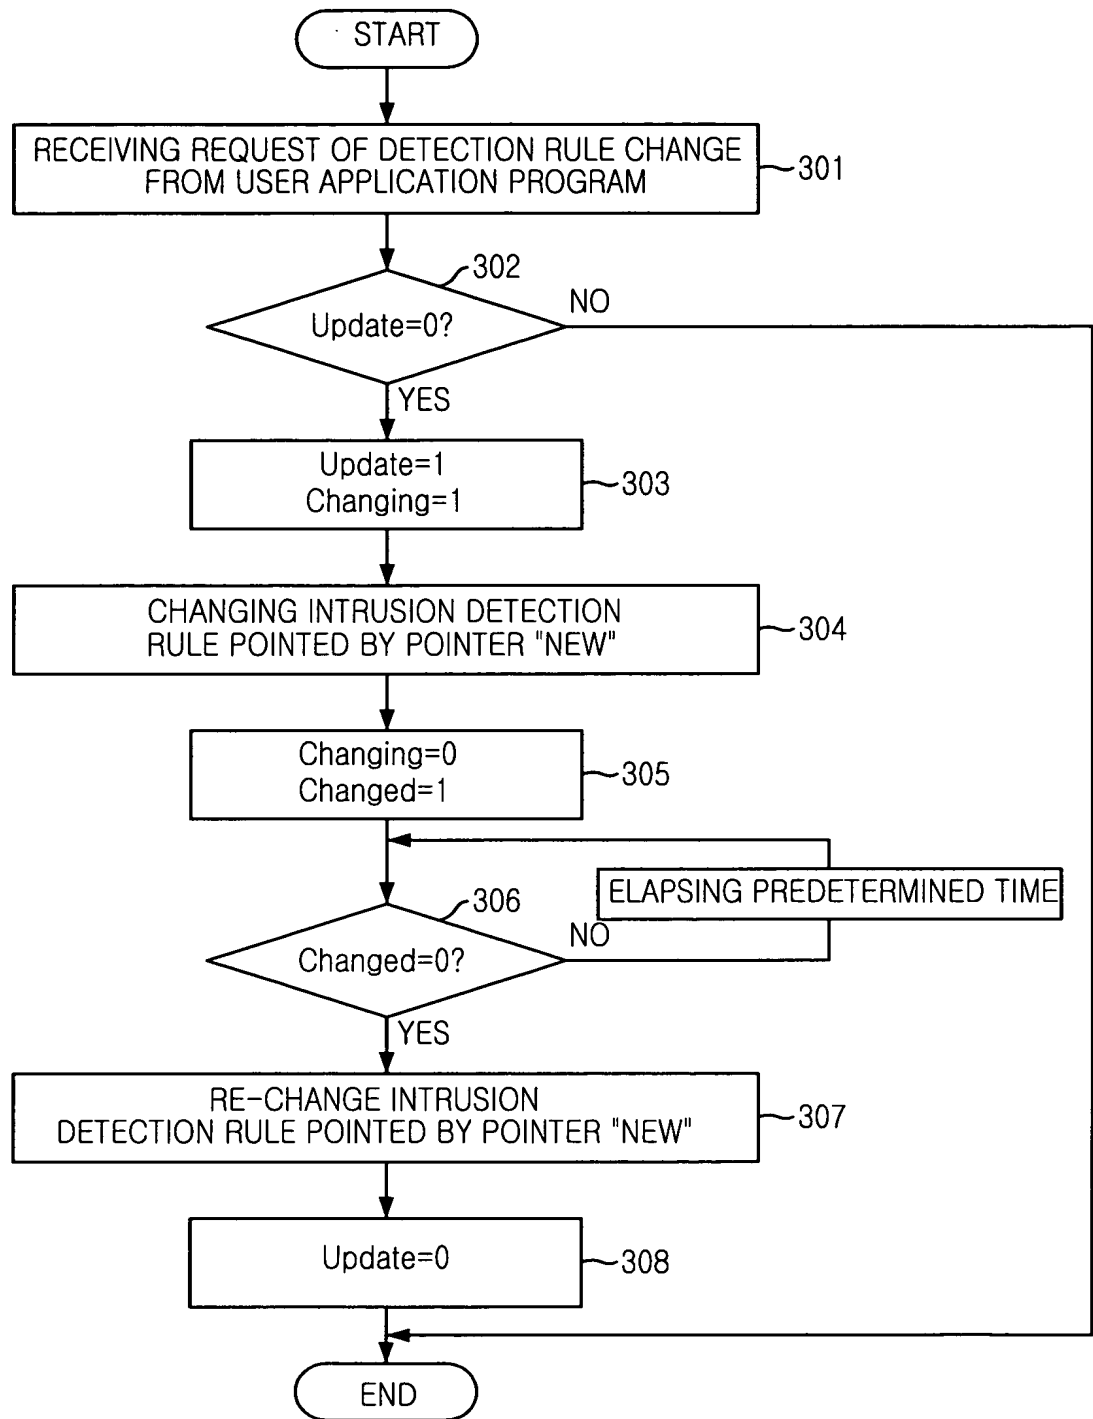 START
RECEIVING REQUEST OF DETECTION RULE CHANGE
FROM USER APPLICATION PROGRAM
301
302
Update=0?
NO
YES
Update=1
Changing=1
303
CHANGING INTRUSION DETECTION
RULE POINTED BY POINTER "NEW"
304
Changing=0
Changed=1
305
ELAPSING PREDETERMINED TIME
306
Changed=0?
NO
YES
RE-CHANGE INTRUSION
DETECTION RULE POINTED BY POINTER "NEW"
307
Update=0
308
END